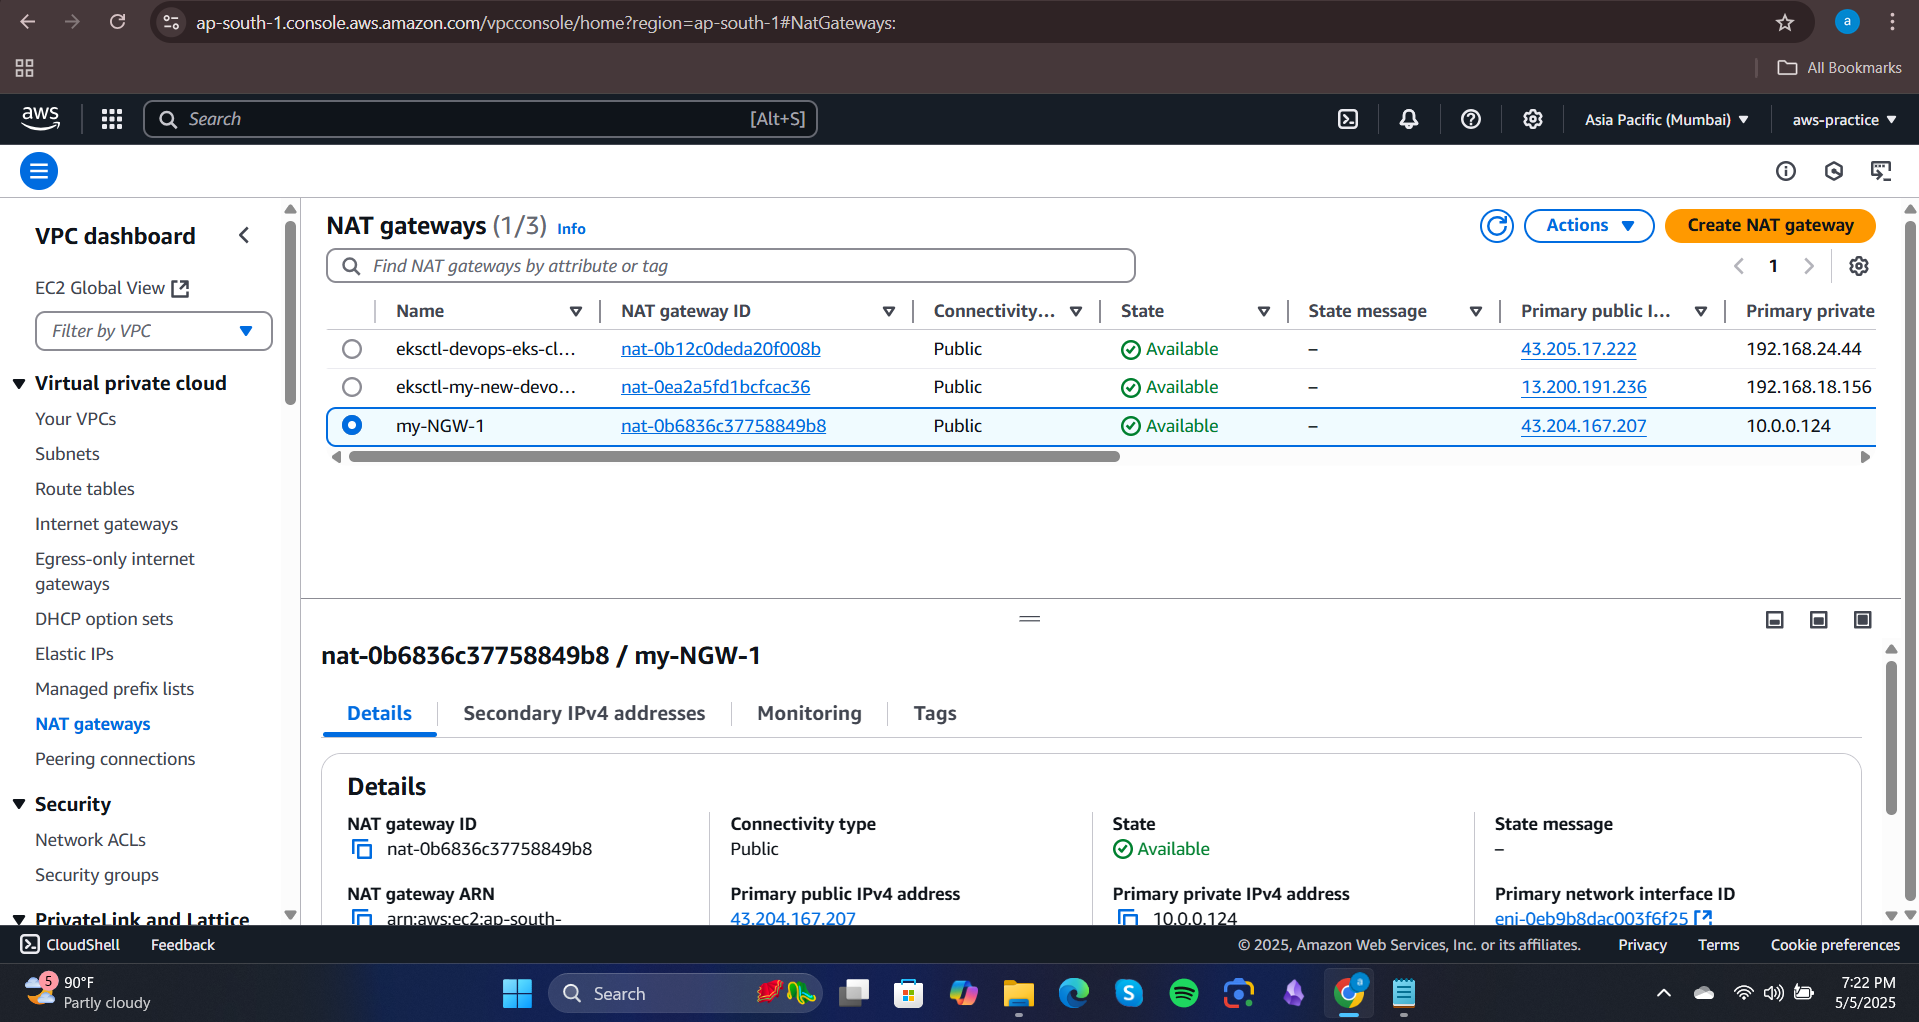 ap-south-1.console.aws.amazon.com/vpcconsole/home?region=ap-south-1#NatGateways:
a
All Bookmarks
aws
Search
[Alt+S]
Asia Pacific (Mumbai)
aws-practice
VPC dashboard
EC2 Global View
Filter by VPC
Virtual private cloud
Your VPCs
Subnets
Route tables
Internet gateways
Egress-only internet
gateways
DHCP option sets
Elastic IPs
Managed prefix lists
NAT gateways
Peering connections
Security
Network ACLs
Security groups
PrivateLink and Lattice
NAT gateways (1/3) Info
Actions
Create NAT gateway
Find NAT gateways by attribute or tag
1
Name NAT gateway ID Connectivity... State State message Primary public I... Primary private
eksctl-devops-eks-cl... nat-0b12c0deda20f008b Public Available – 43.205.17.222 192.168.24.44
eksctl-my-new-devo... nat-0ea2a5fd1bcfcac36 Public Available – 13.200.191.236 192.168.18.156
my-NGW-1 nat-0b6836c37758849b8 Public Available – 43.204.167.207 10.0.0.124
nat-0b6836c37758849b8 / my-NGW-1
Details Secondary IPv4 addresses Monitoring Tags
Details
NAT gateway ID
nat-0b6836c37758849b8
Connectivity type
Public
State
Available
State message
–
NAT gateway ARN
arn:aws:ec2:ap-south-
Primary public IPv4 address
43.204.167.207
Primary private IPv4 address
10.0.0.124
Primary network interface ID
eni-0eb9b8dac003f6f25
CloudShell Feedback
© 2025, Amazon Web Services, Inc. or its affiliates. Privacy Terms Cookie preferences
5
90°F
Partly cloudy
Search
S
a
7:22 PM
5/5/2025